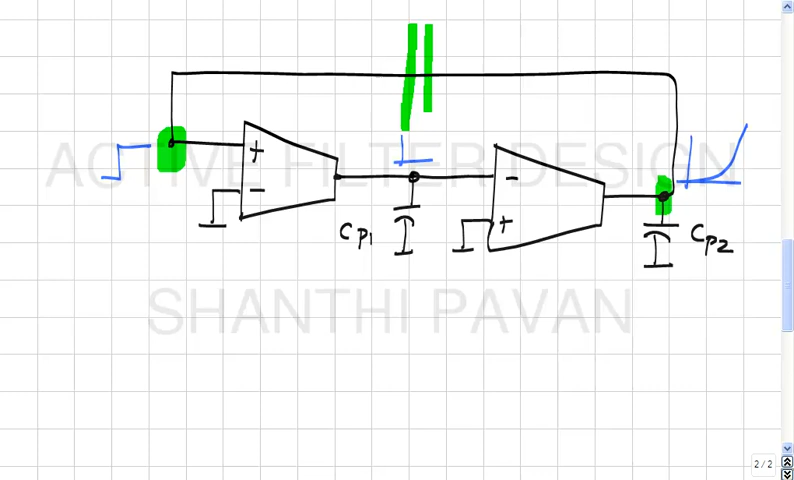 ACTIVE FILTER DESIGN
+
-
-
+
Cp1
Cp2
SHANTHI PAVAN
2 / 2